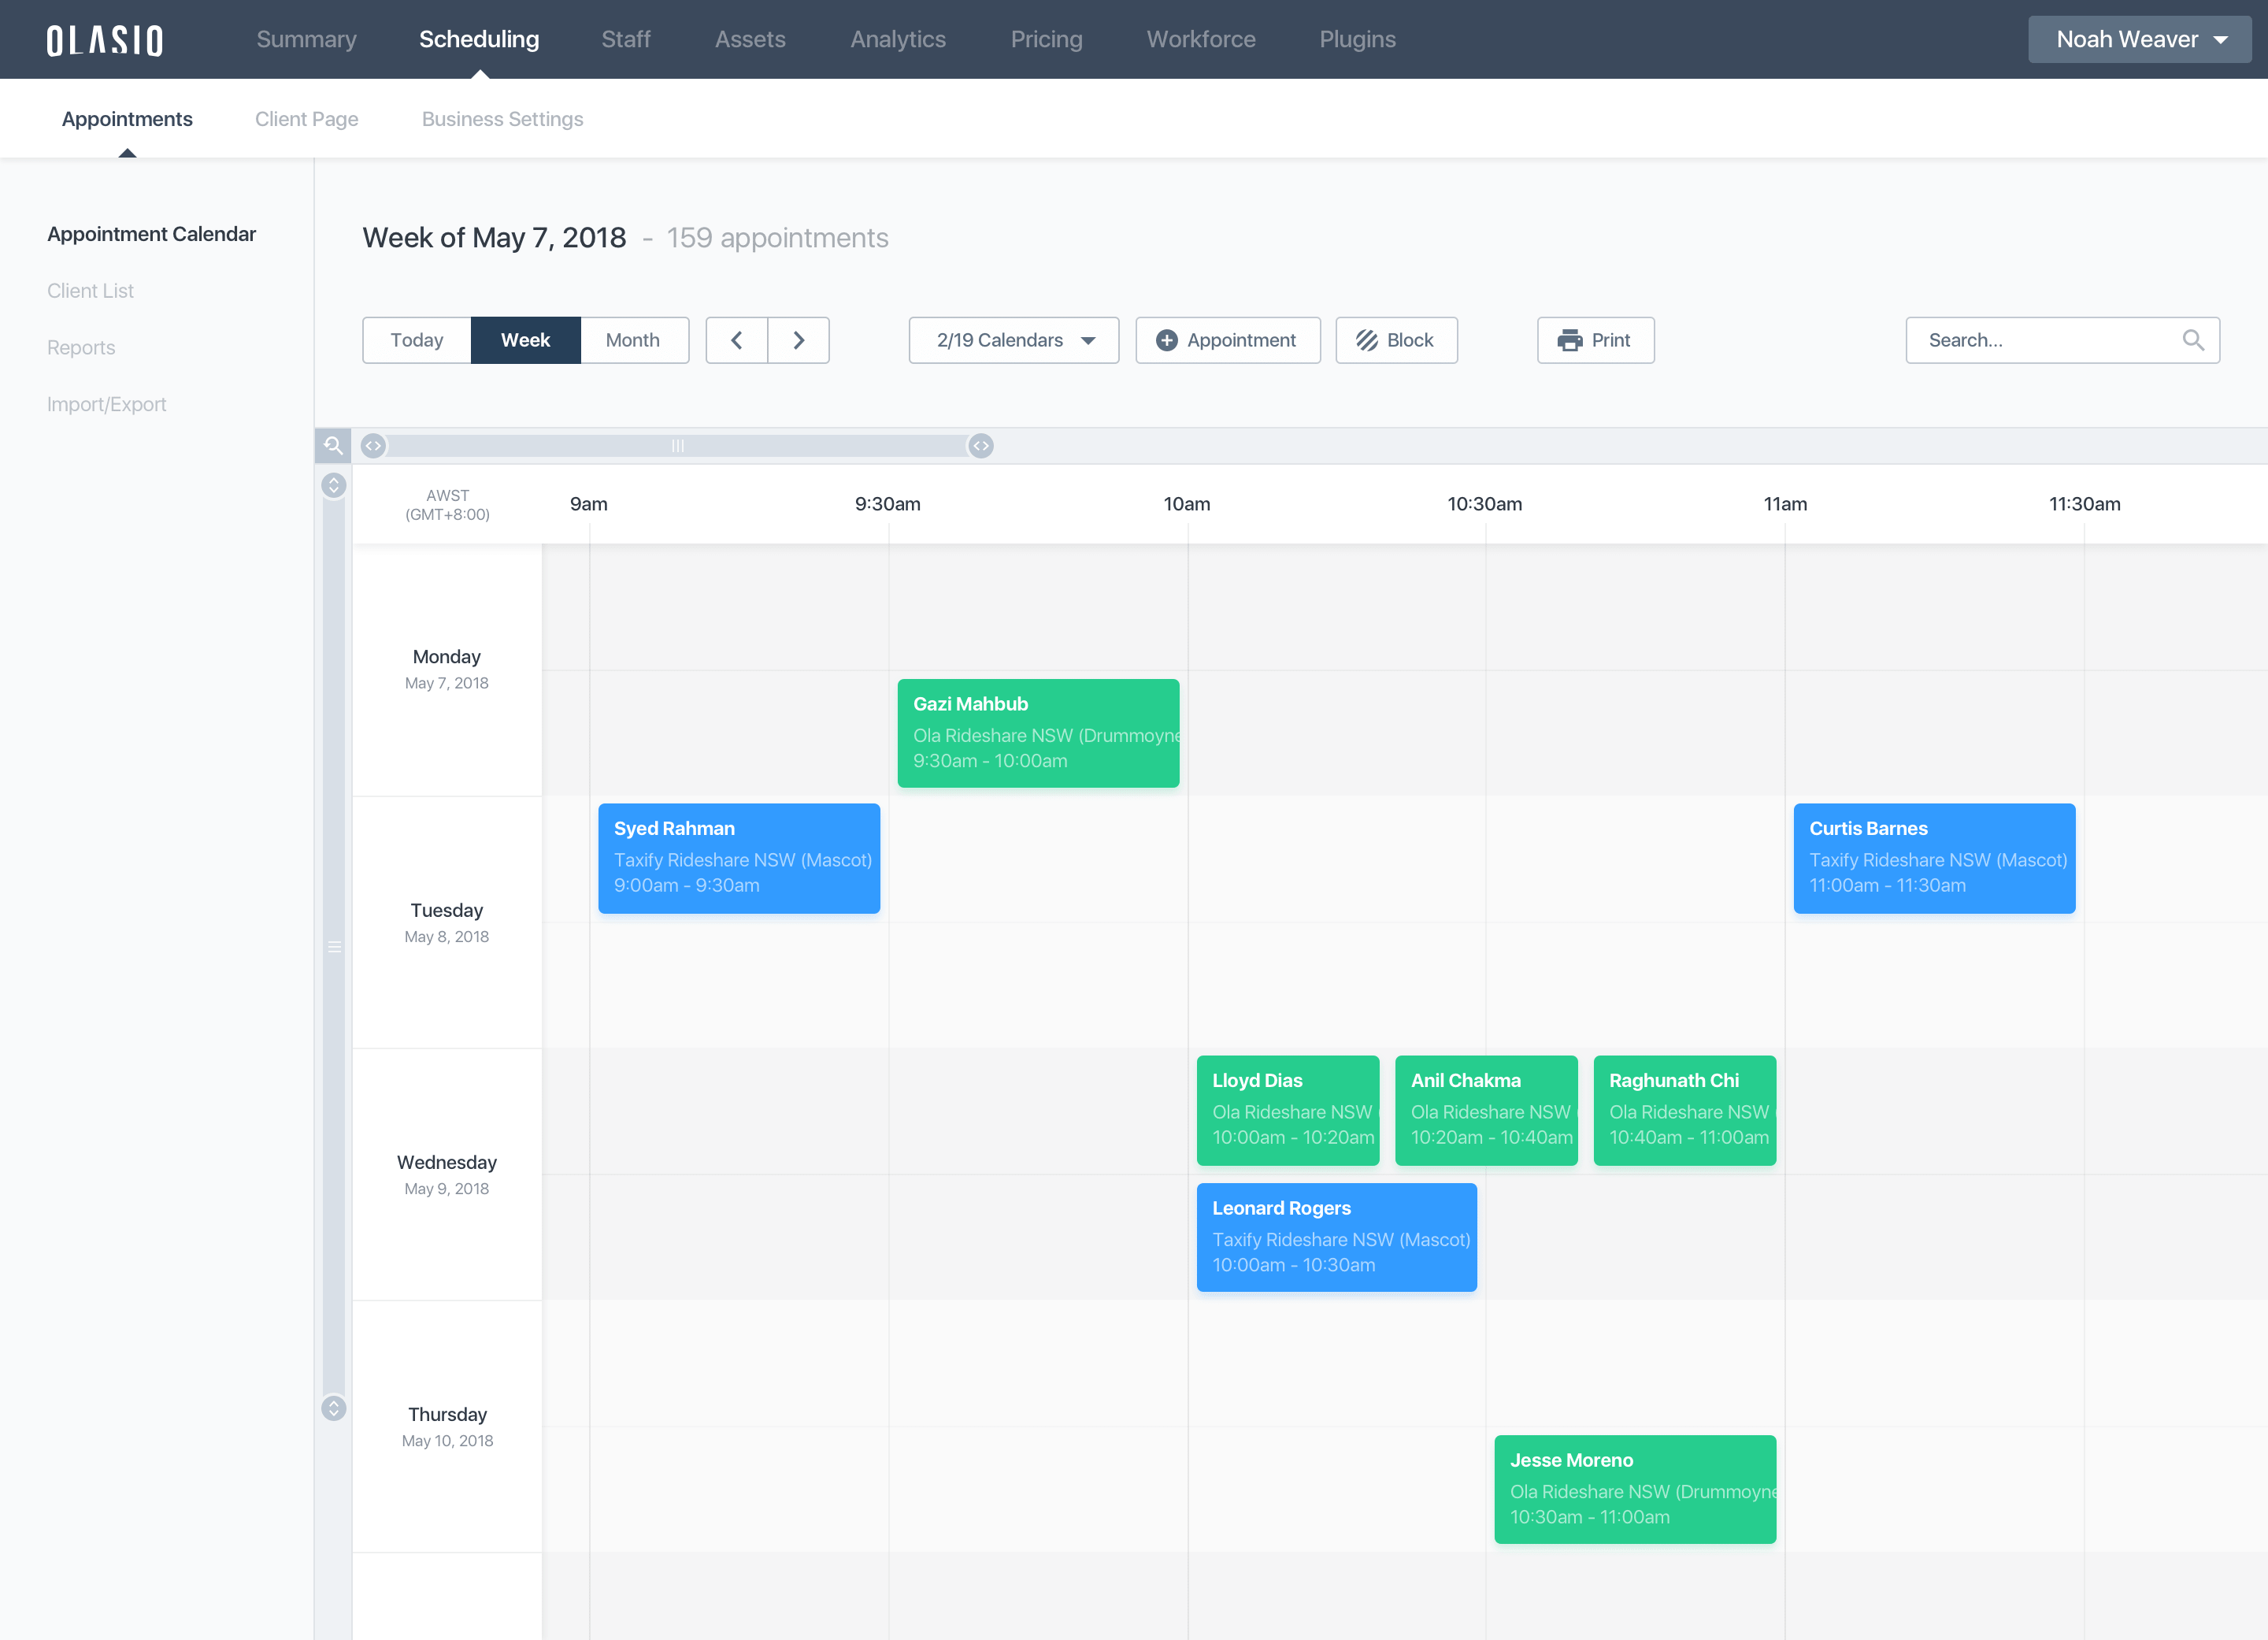 OLASIO
Summary
Scheduling
Staff
Assets
Analytics
Pricing
Workforce
Plugins
Noah Weaver
Appointments
Client Page
Business Settings
Appointment Calendar
Client List
Reports
Import/Export
Week of May 7, 2018 - 159 appointments
Today
Week
Month
2/19 Calendars
Appointment
Block
Print
Search...
AWST
(GMT+8:00)
9am
9:30am
10am
10:30am
11am
11:30am
Monday
May 7, 2018
Gazi Mahbub
Ola Rideshare NSW (Drummoyne
9:30am - 10:00am
Tuesday
May 8, 2018
Syed Rahman
Taxify Rideshare NSW (Mascot)
9:00am - 9:30am
Curtis Barnes
Taxify Rideshare NSW (Mascot)
11:00am - 11:30am
Wednesday
May 9, 2018
Lloyd Dias
Ola Rideshare NSW (
10:00am - 10:20am
Anil Chakma
Ola Rideshare NSW (
10:20am - 10:40am
Raghunath Chi
Ola Rideshare NSW (
10:40am - 11:00am
Leonard Rogers
Taxify Rideshare NSW (Mascot)
10:00am - 10:30am
Thursday
May 10, 2018
Jesse Moreno
Ola Rideshare NSW (Drummoyne
10:30am - 11:00am